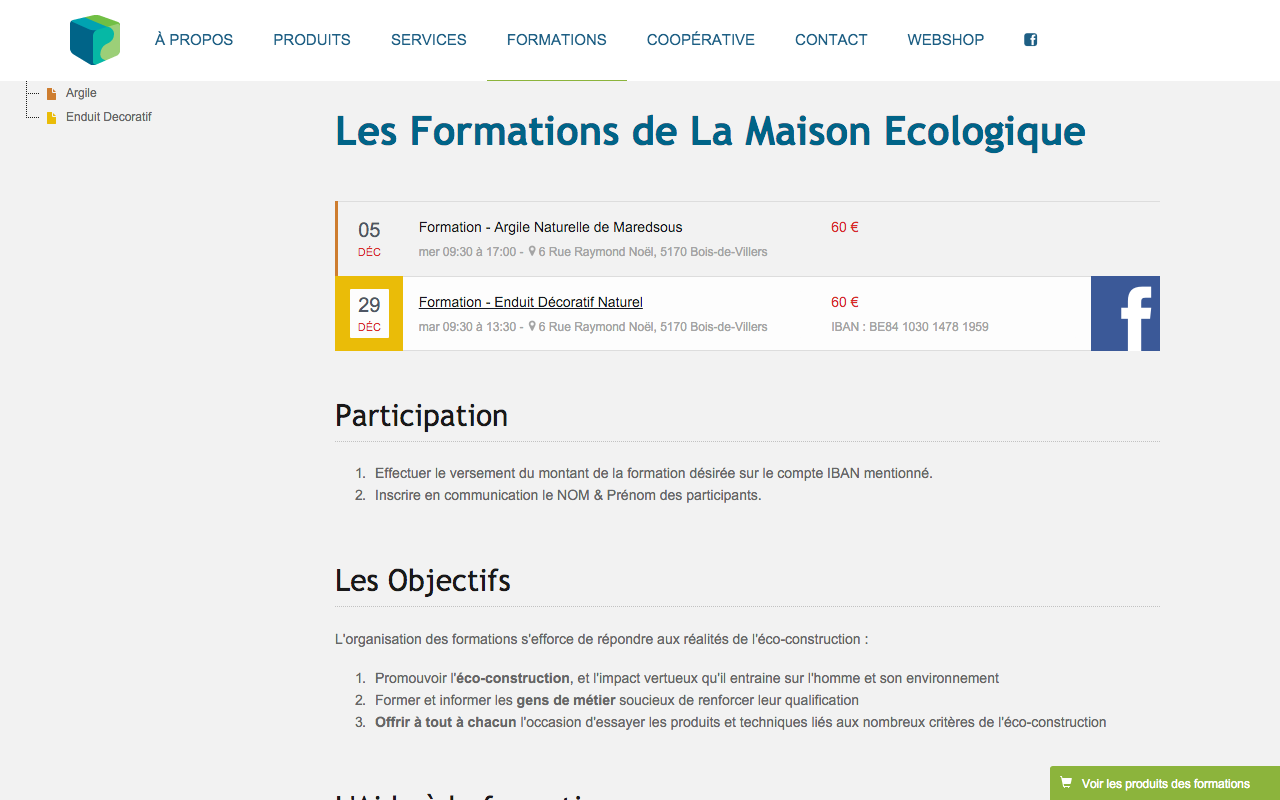 À PROPOS PRODUITS SERVICES FORMATIONS COOPÉRATIVE CONTACT WEBSHOP
Argile
Enduit Decoratif
Les Formations de La Maison Ecologique
05
DÉC
Formation - Argile Naturelle de Maredsous
60 €
mer 09:30 à 17:00 - 6 Rue Raymond Noël, 5170 Bois-de-Villers
29
DÉC
Formation - Enduit Décoratif Naturel
60 €
mar 09:30 à 13:30 - 6 Rue Raymond Noël, 5170 Bois-de-Villers
IBAN : BE84 1030 1478 1959
Participation
1. Effectuer le versement du montant de la formation désirée sur le compte IBAN mentionné.
2. Inscrire en communication le NOM & Prénom des participants.
Les Objectifs
L'organisation des formations s'efforce de répondre aux réalités de l'éco-construction :
1. Promouvoir l'éco-construction, et l'impact vertueux qu'il entraine sur l'homme et son environnement
2. Former et informer les gens de métier soucieux de renforcer leur qualification
3. Offrir à tout à chacun l'occasion d'essayer les produits et techniques liés aux nombreux critères de l'éco-construction
Voir les produits des formations